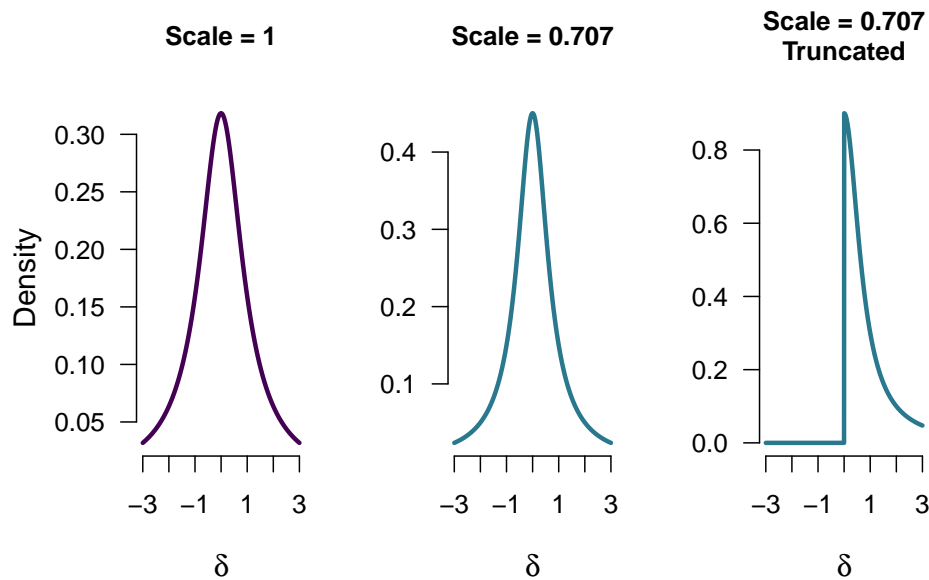 Scale = 1
Density
0.30
0.25
0.20
0.15
0.10
0.05
−3 −1 1 3
δ
Scale = 0.707
0.4
0.3
0.2
0.1
−3 −1 1 3
δ
Scale = 0.707
Truncated
0.8
0.6
0.4
0.2
0.0
−3 −1 1 3
δ